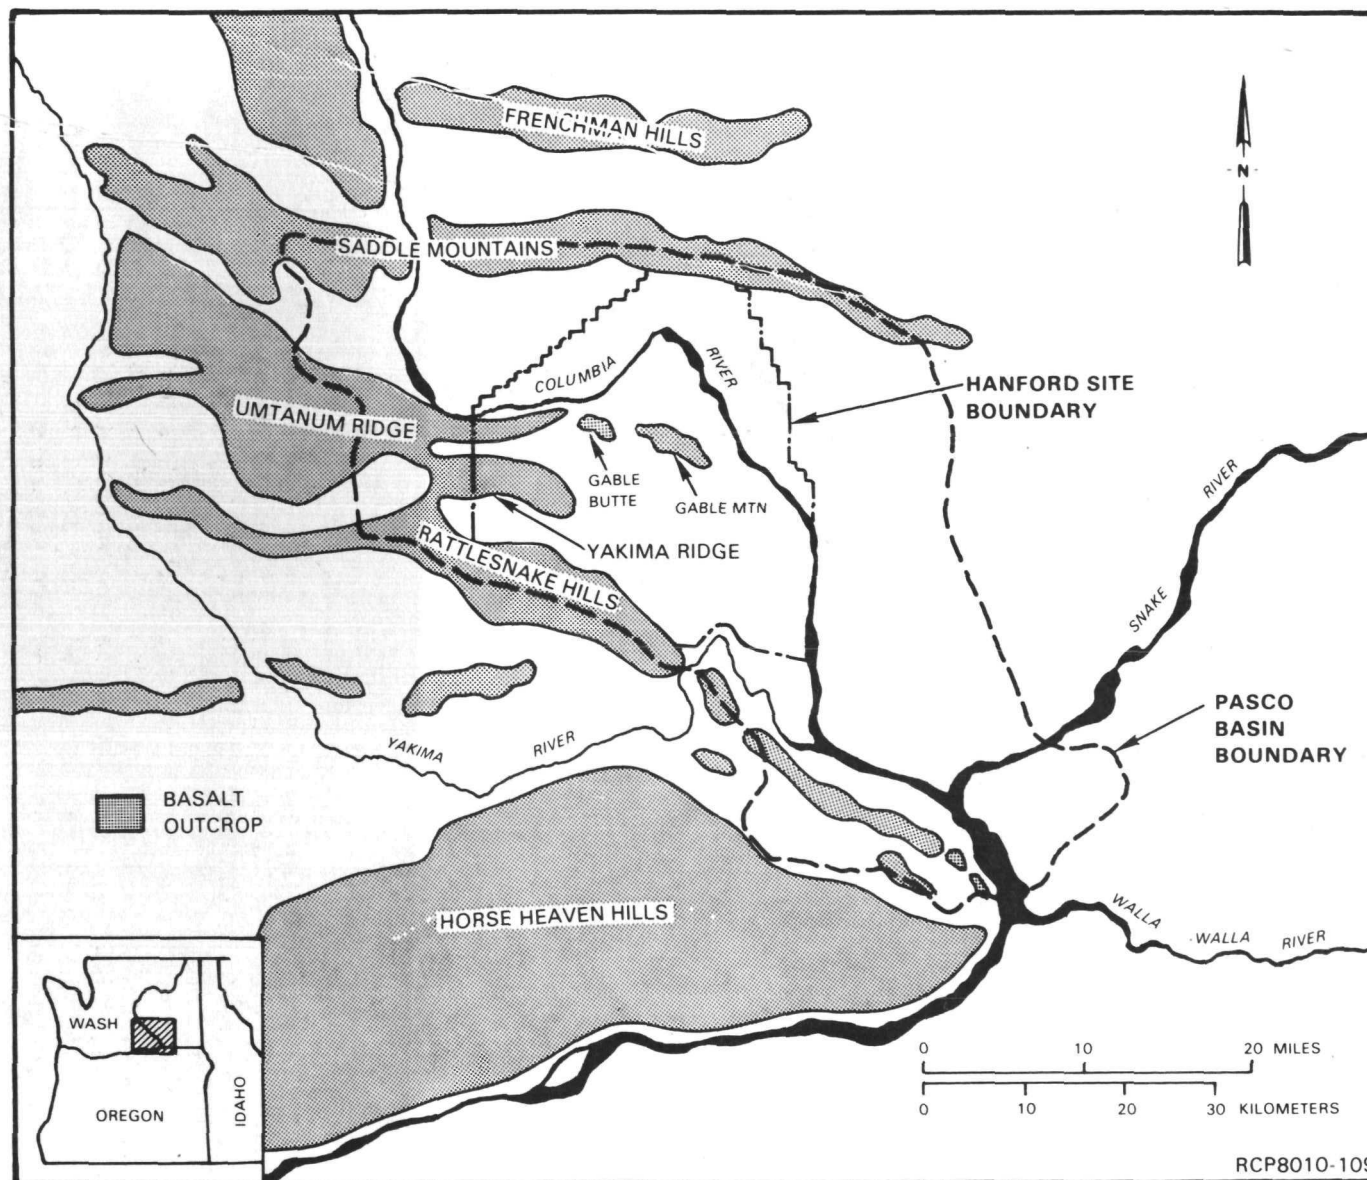 FRENCHMAN HILLS
N
SADDLE MOUNTAINS
COLUMBIA
RIVER
HANFORD SITE
BOUNDARY
UMTANUM RIDGE
GABLE
BUTTE
GABLE MTN
SNAKE
RIVER
YAKIMA RIDGE
RATTLESNAKE HILLS
PASCO
BASIN
BOUNDARY
YAKIMA
RIVER
BASALT
OUTCROP
HORSE HEAVEN HILLS
WALLA
WALLA
RIVER
WASH
OREGON
IDAHO
0 10 20 MILES
0 10 20 30 KILOMETERS
RCP8010-109